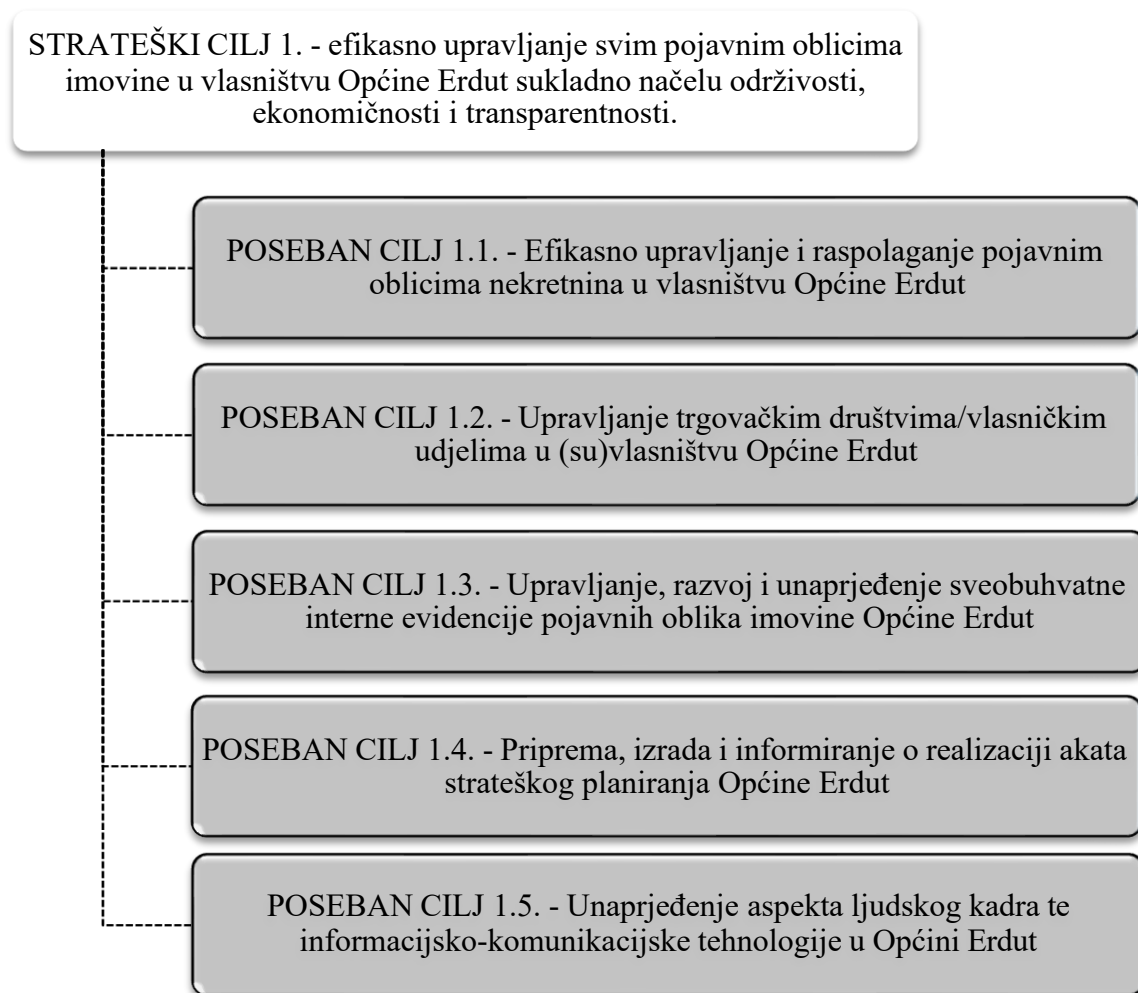 STRATEŠKI CILJ 1. - efikasno upravljanje svim pojavnim oblicima
imovine u vlasništvu Općine Erdut sukladno načelu održivosti,
ekonomičnosti i transparentnosti.
POSEBAN CILJ 1.1. - Efikasno upravljanje i raspolaganje pojavnim
oblicima nekretnina u vlasništvu Općine Erdut
POSEBAN CILJ 1.2. - Upravljanje trgovačkim društvima/vlasničkim
udjelima u (su)vlasništvu Općine Erdut
POSEBAN CILJ 1.3. - Upravljanje, razvoj i unaprjeđenje sveobuhvatne
interne evidencije pojavnih oblika imovine Općine Erdut
POSEBAN CILJ 1.4. - Priprema, izrada i informiranje o realizaciji akata
strateškog planiranja Općine Erdut
POSEBAN CILJ 1.5. - Unaprjeđenje aspekta ljudskog kadra te
informacijsko-komunikacijske tehnologije u Općini Erdut